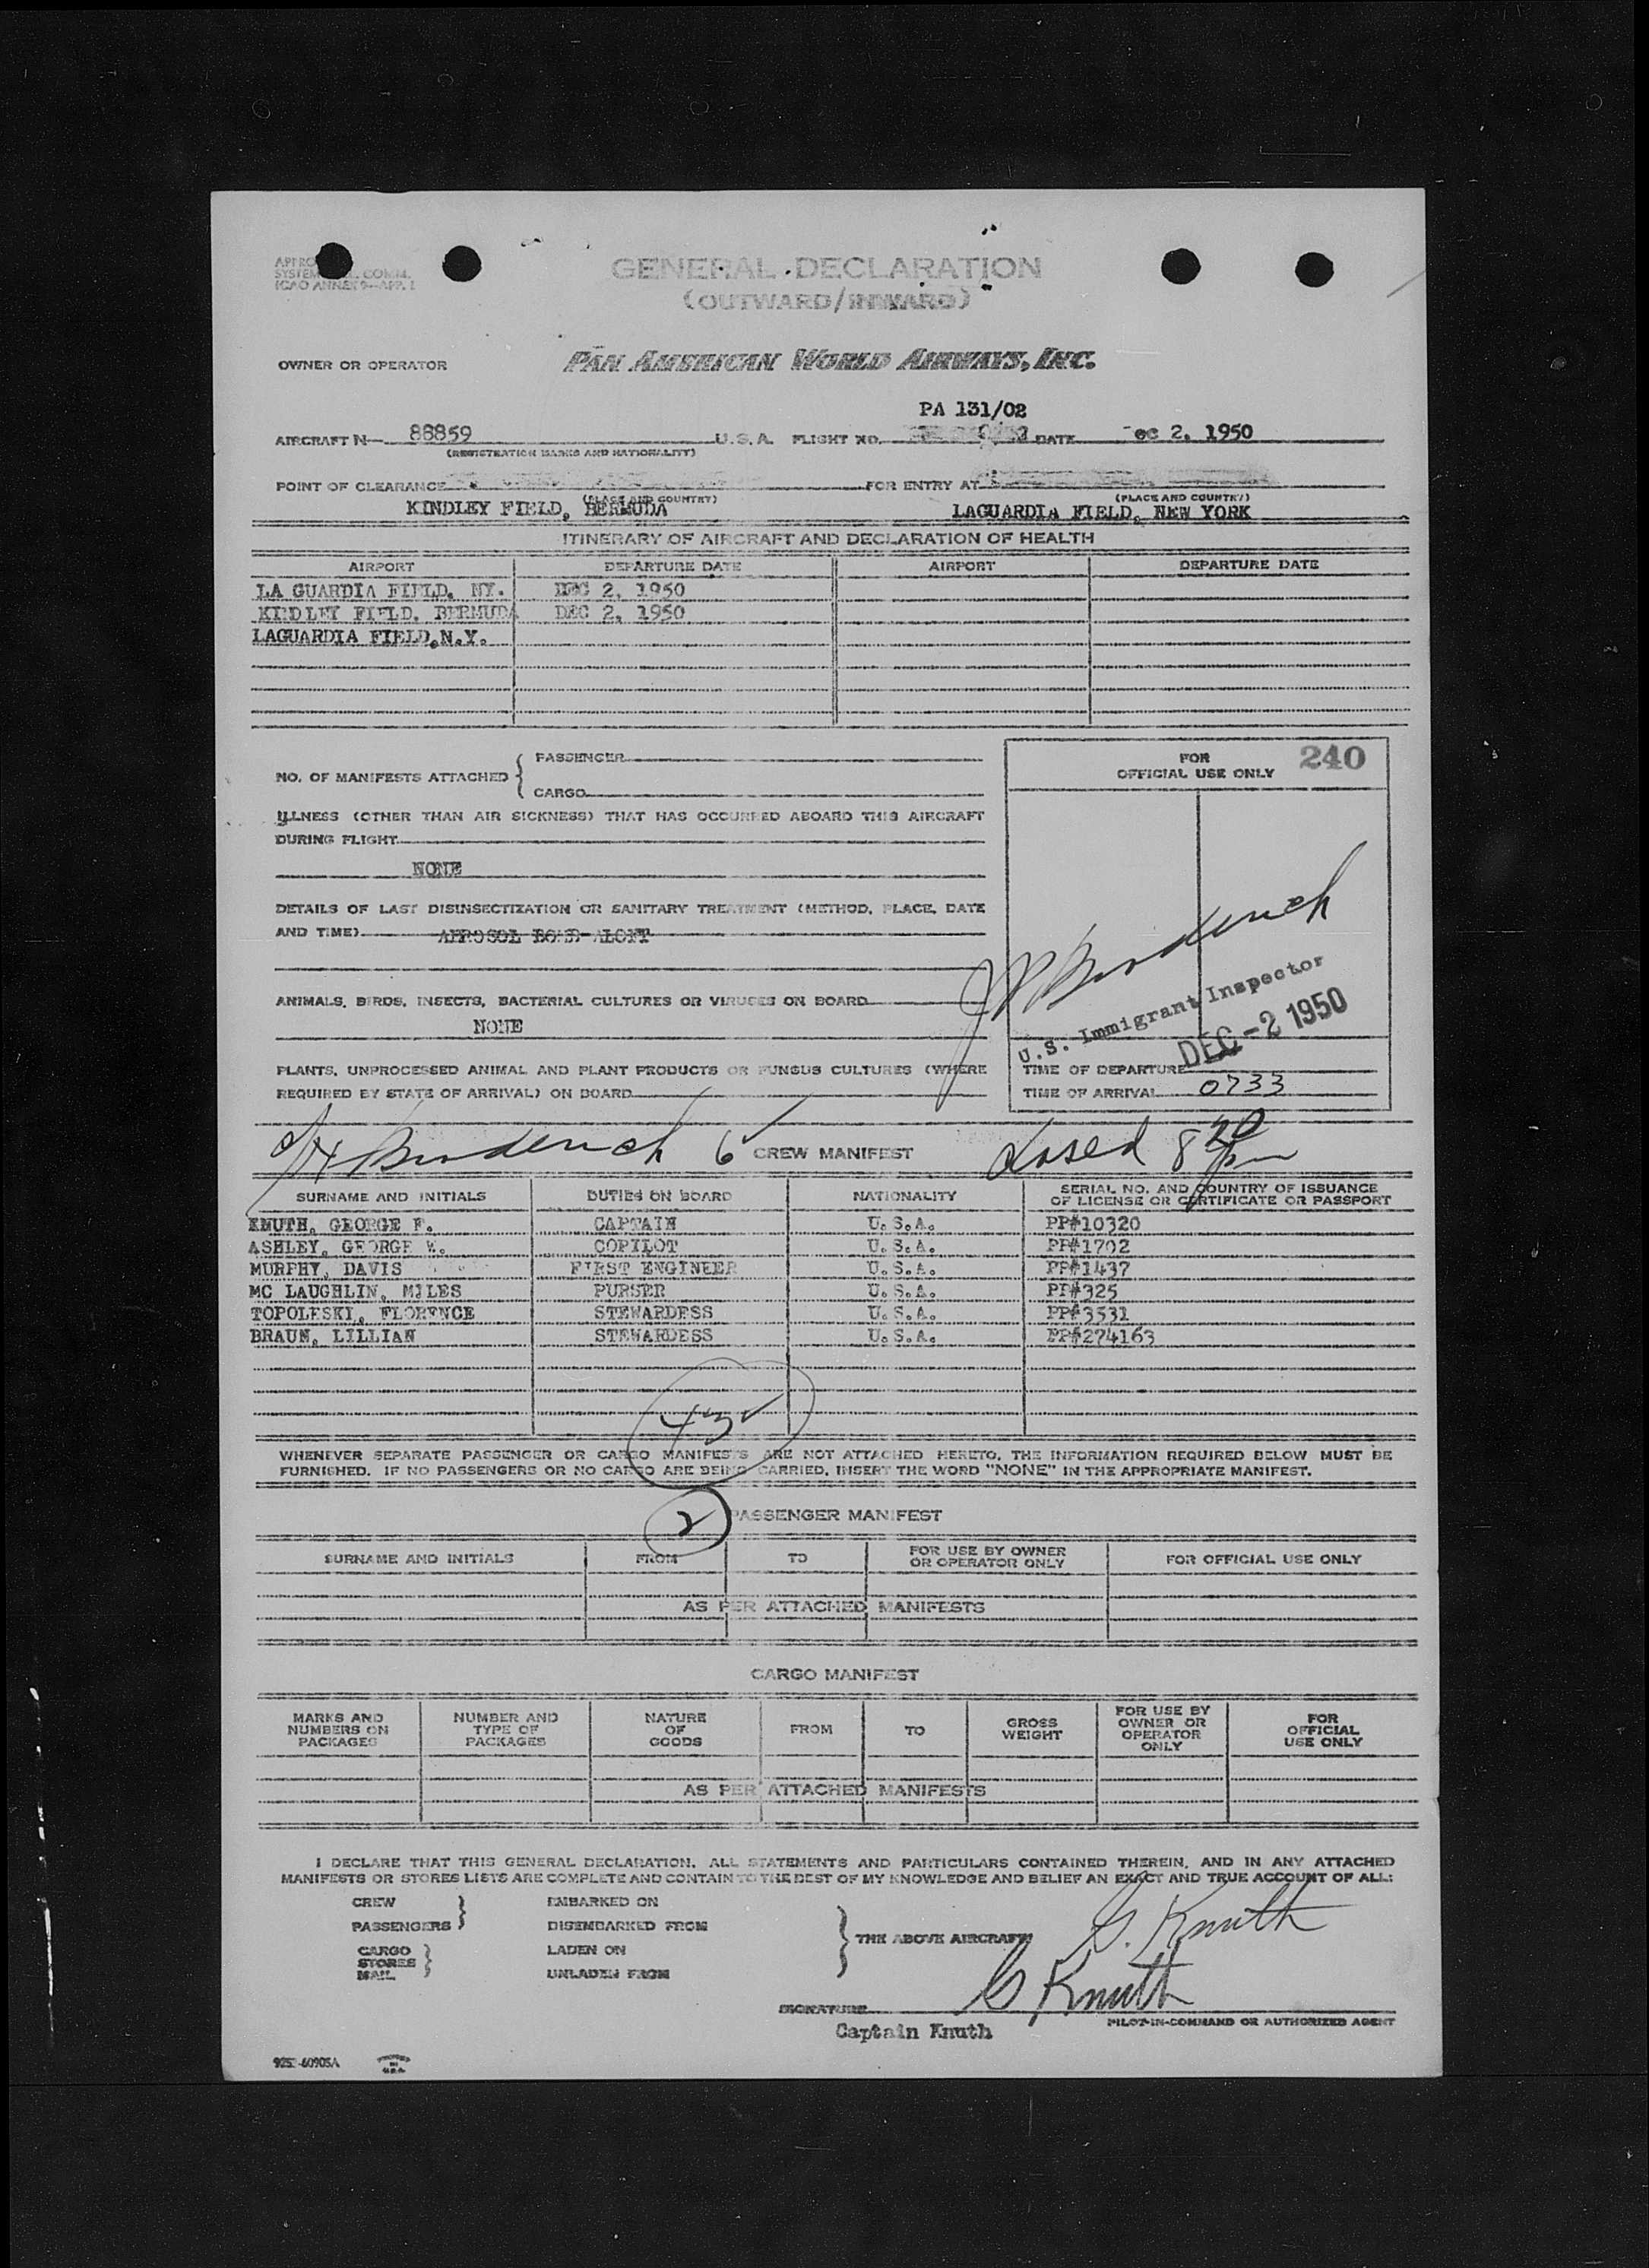 GENERAL DECLARATION
(OUTWARD/INWARD)
SYSTEM COMM.
ICAO ANNEX 9—APP. 1
OWNER OR OPERATOR PAN AMERICAN WORLD AIRWAYS, INC.
PA 131/02
AIRCRAFT N— 88859 U.S.A. FLIGHT NO. DATE ec 2, 1950
(REGISTRATION MARKS AND NATIONALITY)
POINT OF CLEARANCE FOR ENTRY AT
(PLACE AND COUNTRY) (PLACE AND COUNTRY)
KINDLEY FIELD, BERMUDA LAGUARDIA FIELD, NEW YORK
ITINERARY OF AIRCRAFT AND DECLARATION OF HEALTH
AIRPORT DEPARTURE DATE AIRPORT DEPARTURE DATE
LA GUARDIA FIELD, NY. DEC 2, 1950
KINDLEY FIELD, BERMUDA DEC 2, 1950
LAGUARDIA FIELD,N.Y.
NO. OF MANIFESTS ATTACHED { PASSENGER
CARGO
ILLNESS (OTHER THAN AIR SICKNESS) THAT HAS OCCURRED ABOARD THIS AIRCRAFT
DURING FLIGHT
NONE
DETAILS OF LAST DISINSECTIZATION OR SANITARY TREATMENT (METHOD, PLACE, DATE
AND TIME) AEROSOL BOMB-ALOFT
ANIMALS, BIRDS, INSECTS, BACTERIAL CULTURES OR VIRUSES ON BOARD
NONE
PLANTS, UNPROCESSED ANIMAL AND PLANT PRODUCTS OR FUNGUS CULTURES (WHERE
REQUIRED BY STATE OF ARRIVAL) ON BOARD
FOR
OFFICIAL USE ONLY 240
U.S. Immigrant Inspector
DEC -2 1950
TIME OF DEPARTURE
TIME OF ARRIVAL 0733
6 CREW MANIFEST 8 20
SURNAME AND INITIALS DUTIES ON BOARD NATIONALITY SERIAL NO. AND COUNTRY OF ISSUANCE
OF LICENSE OR CERTIFICATE OR PASSPORT
KNUTH, GEORGE F. CAPTAIN U.S.A. PP#10320
ASHLEY, GEORGE W. COPILOT U.S.A. PP#1702
MURPHY, DAVIS FIRST ENGINEER U.S.A. PP#1437
MC LAUGHLIN, MILES PURSER U.S.A. PP#325
TOPOLESKI, FLORENCE STEWARDESS U.S.A. PP#3531
BRAUN, LILLIAN STEWARDESS U.S.A. PP#274163
43
WHENEVER SEPARATE PASSENGER OR CARGO MANIFESTS ARE NOT ATTACHED HERETO, THE INFORMATION REQUIRED BELOW MUST BE
FURNISHED. IF NO PASSENGERS OR NO CARGO ARE BEING CARRIED, INSERT THE WORD "NONE" IN THE APPROPRIATE MANIFEST.
2 PASSENGER MANIFEST
SURNAME AND INITIALS FROM TO FOR USE BY OWNER
OR OPERATOR ONLY FOR OFFICIAL USE ONLY
AS PER ATTACHED MANIFESTS
CARGO MANIFEST
MARKS AND
NUMBERS ON
PACKAGES NUMBER AND
TYPE OF
PACKAGES NATURE
OF
GOODS FROM TO GROSS
WEIGHT FOR USE BY
OWNER OR
OPERATOR
ONLY FOR
OFFICIAL
USE ONLY
AS PER ATTACHED MANIFESTS
I DECLARE THAT THIS GENERAL DECLARATION, ALL STATEMENTS AND PARTICULARS CONTAINED THEREIN, AND IN ANY ATTACHED
MANIFESTS OR STORES LISTS ARE COMPLETE AND CONTAIN TO THE BEST OF MY KNOWLEDGE AND BELIEF AN EXACT AND TRUE ACCOUNT OF ALL:
CREW EMBARKED ON
PASSENGERS } DISEMBARKED FROM
CARGO LADEN ON } THE ABOVE AIRCRAFT
STORES }
MAIL UNLADEN FROM
G. Knuth
G Knuth
SIGNATURE
PILOT-IN-COMMAND OR AUTHORIZED AGENT
Captain Knuth
PRINTED
IN
U.S.A.